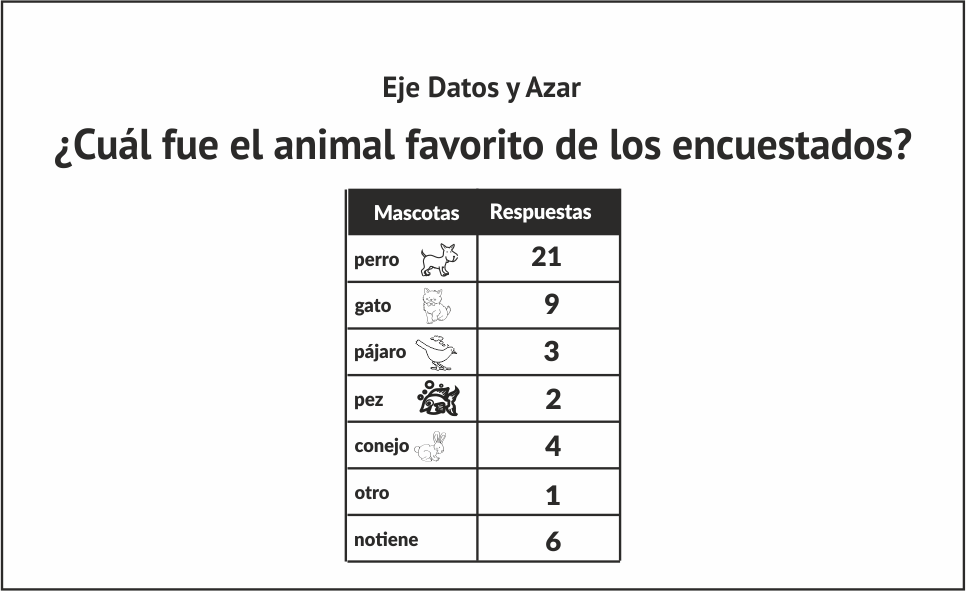 Eje Datos y Azar
¿Cuál fue el animal favorito de los encuestados?
Mascotas Respuestas
perro 21
gato 9
pájaro 3
pez 2
conejo 4
otro 1
notiene 6